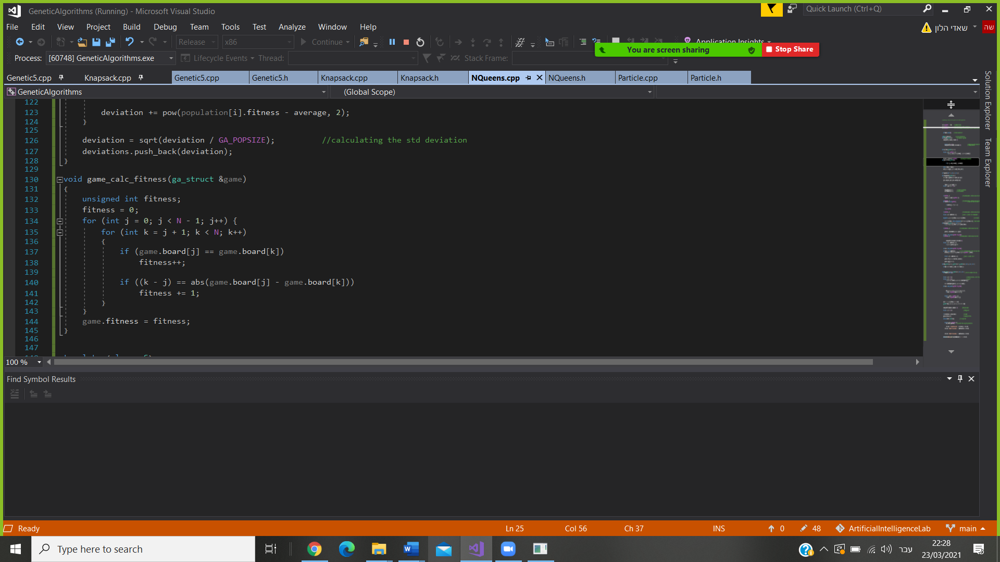 GeneticAlgorithms (Running) - Microsoft Visual Studio
Quick Launch (Ctrl+Q)
File Edit View Project Build Debug Team Tools Test Analyze Window Help
שאדי הלון
שה
Release x86 Continue
Application Insights
You are screen sharing
Stop Share
Process: [60748] GeneticAlgorithms.exe Lifecycle Events Thread: Stack Frame:
Genetic5.cpp Knapsack.cpp Genetic5.cpp Genetic5.h Knapsack.cpp Knapsack.h NQueens.cpp NQueens.h Particle.cpp Particle.h
GeneticAlgorithms (Global Scope)
Solution Explorer
Team Explorer
122
123 deviation += pow(population[i].fitness - average, 2);
124 }
125
126 deviation = sqrt(deviation / GA_POPSIZE); //calculating the std deviation
127 deviations.push_back(deviation);
128 }
129
130 void game_calc_fitness(ga_struct &game)
131 {
132 unsigned int fitness;
133 fitness = 0;
134 for (int j = 0; j < N - 1; j++) {
135 for (int k = j + 1; k < N; k++)
136 {
137 if (game.board[j] == game.board[k])
138 fitness++;
139
140 if ((k - j) == abs(game.board[j] - game.board[k]))
141 fitness += 1;
142 }
143 }
144 game.fitness = fitness;
145 }
146
147
100 %
Find Symbol Results
Ready Ln 25 Col 56 Ch 37 INS 0 48 ArtificialIntelligenceLab main
Type here to search
עבר
22:28
23/03/2021